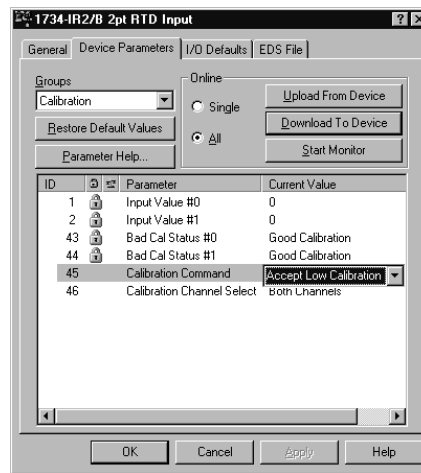 1734-IR2/B 2pt RTD Input
General Device Parameters I/O Defaults EDS File
Groups
Calibration
Restore Default Values
Parameter Help...
Online
Single
All
Upload From Device
Download To Device
Start Monitor
ID Parameter Current Value
1 Input Value #0 0
2 Input Value #1 0
43 Bad Cal Status #0 Good Calibration
44 Bad Cal Status #1 Good Calibration
45 Calibration Command Accept Low Calibration
46 Calibration Channel Select Both Channels
OK Cancel Apply Help